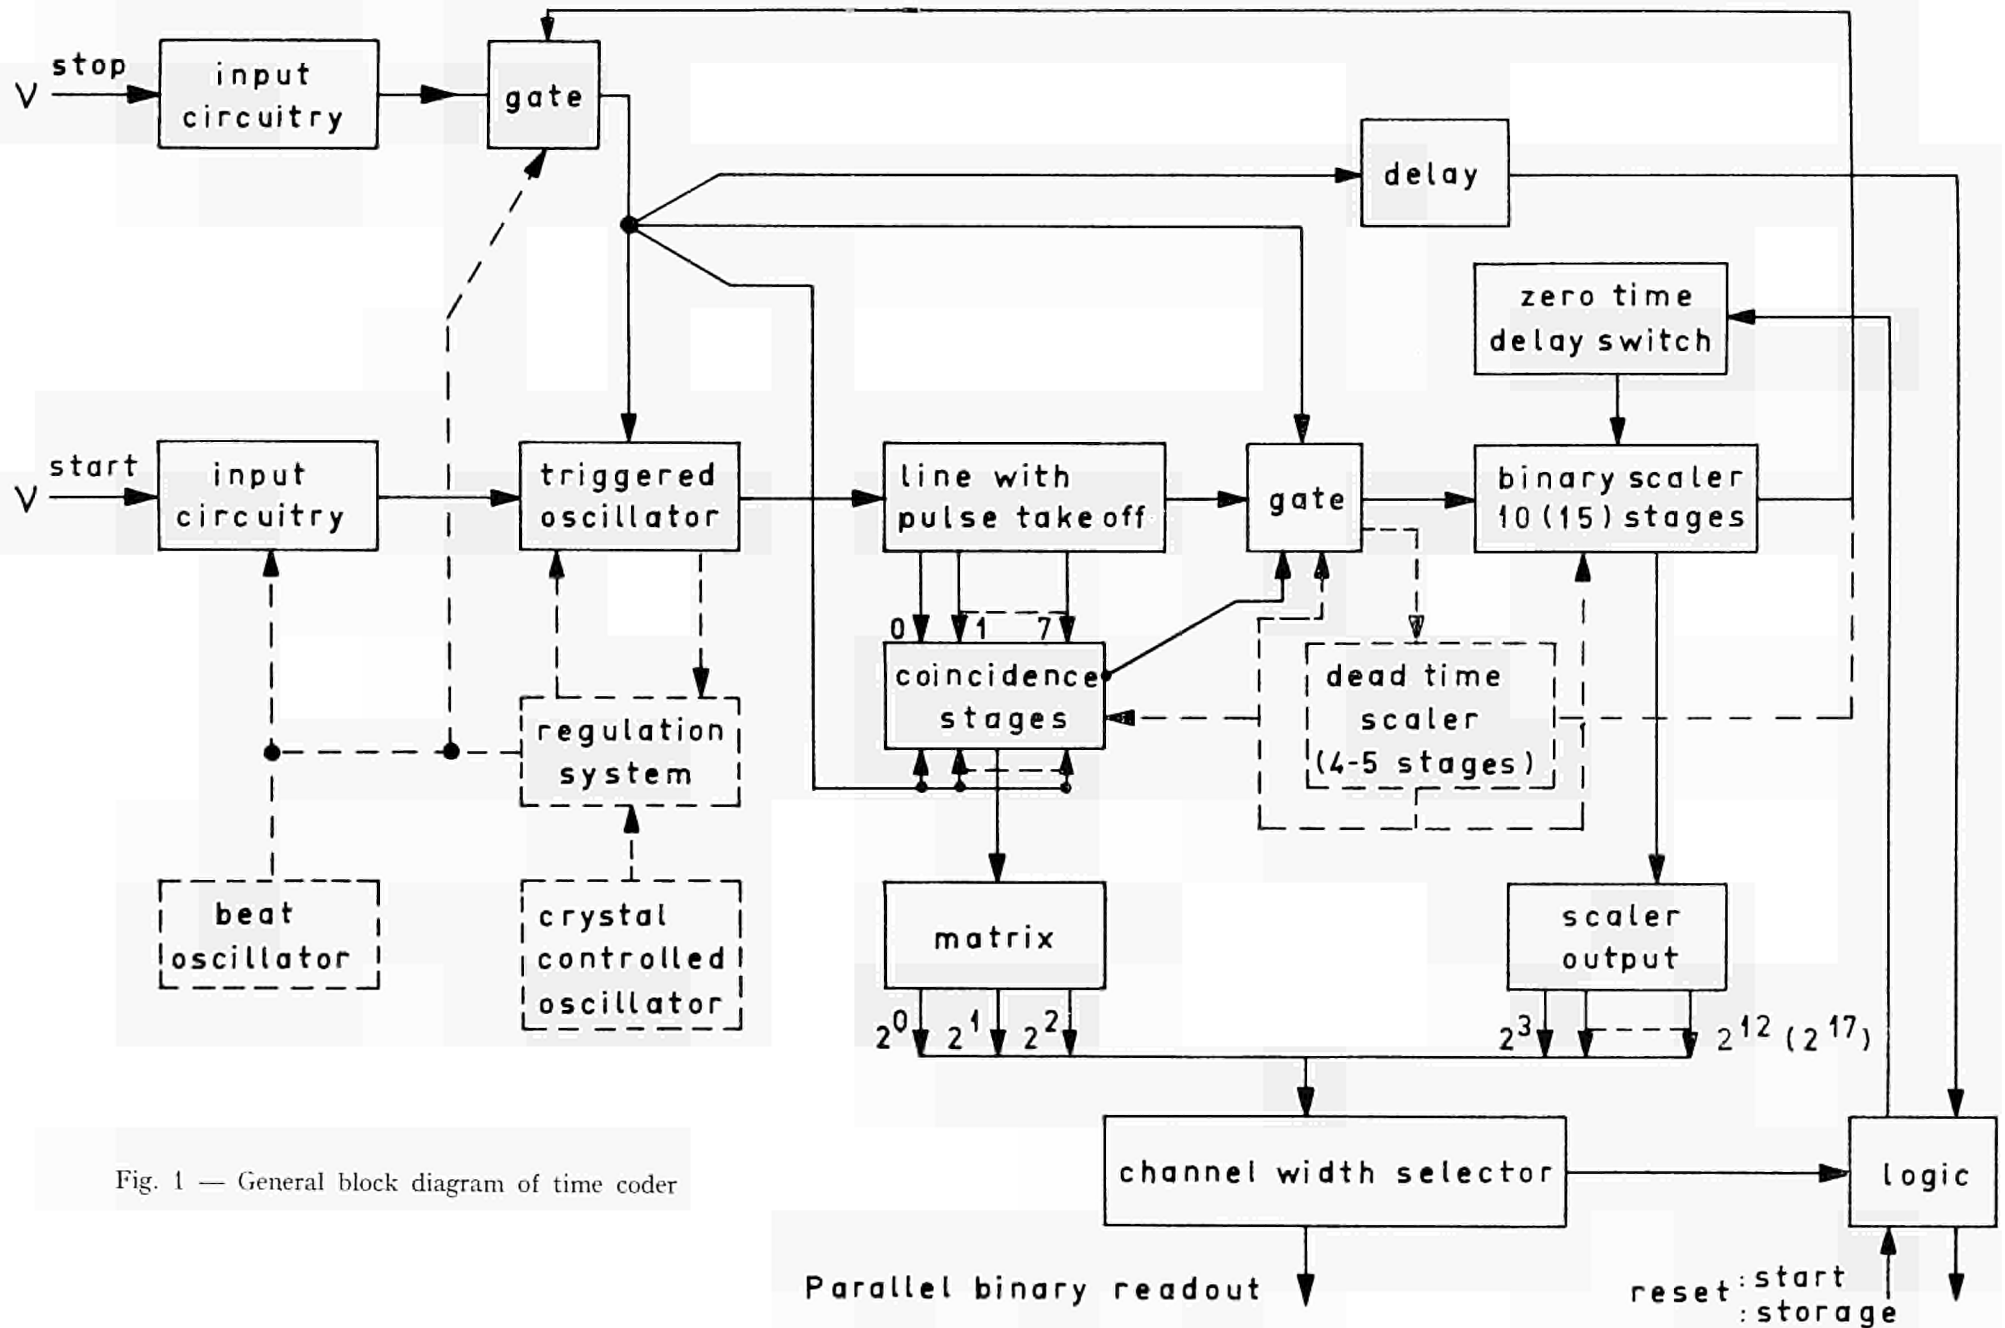 stop
V
input
circuitry
gate
delay
zero time
delay switch
start
V
input
circuitry
triggered
oscillator
line with
pulse take off
gate
binary scaler
10 (15) stages
0 1 7
coincidence
stages
dead time
scaler
(4-5 stages)
regulation
system
beat
oscillator
crystal
controlled
oscillator
matrix
scaler
output
2^0 2^1 2^2
2^3 2^12 (2^17)
channel width selector
logic
Fig. 1 — General block diagram of time coder
Parallel binary readout
reset :start
:storage